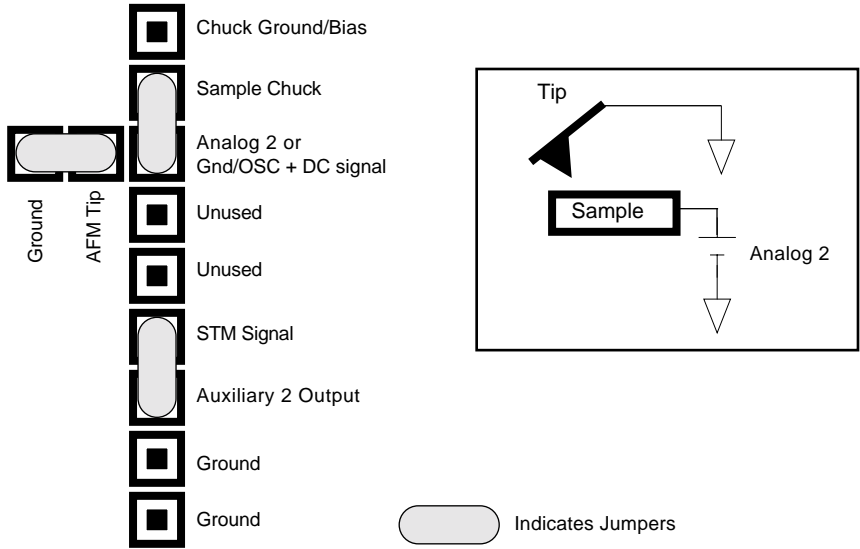 Chuck Ground/Bias
Sample Chuck
Analog 2 or
Gnd/OSC + DC signal
Ground
AFM Tip
Unused
Unused
STM Signal
Auxiliary 2 Output
Ground
Ground
Tip
Sample
Analog 2
Indicates Jumpers